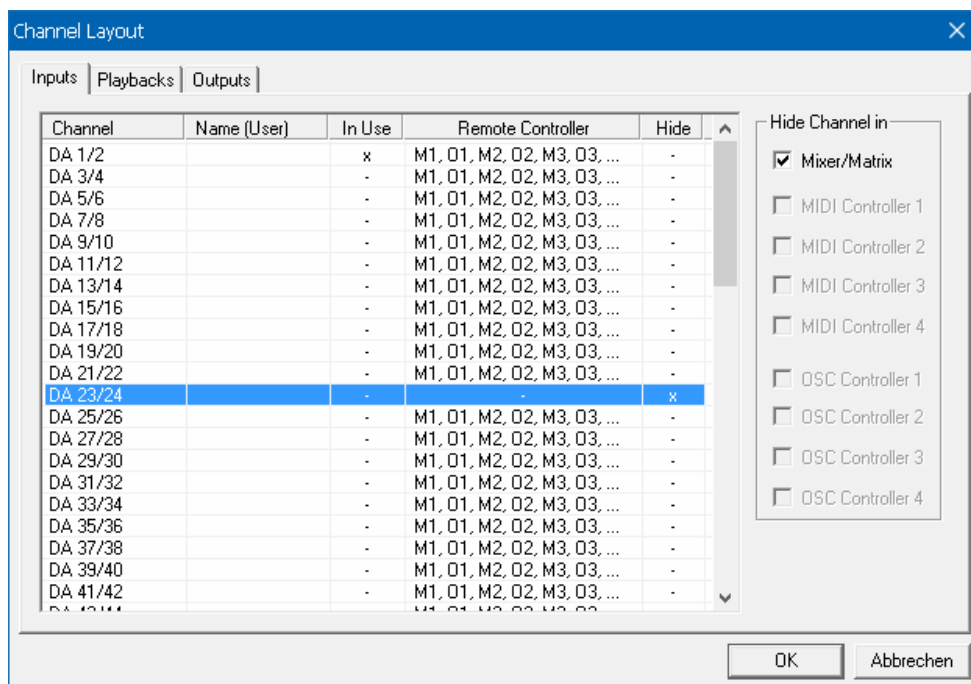 Channel Layout
Inputs Playbacks Outputs
Channel Name (User) In Use Remote Controller Hide
DA 1/2 x M1, O1, M2, O2, M3, O3, ... -
DA 3/4 - M1, O1, M2, O2, M3, O3, ... -
DA 5/6 - M1, O1, M2, O2, M3, O3, ... -
DA 7/8 - M1, O1, M2, O2, M3, O3, ... -
DA 9/10 - M1, O1, M2, O2, M3, O3, ... -
DA 11/12 - M1, O1, M2, O2, M3, O3, ... -
DA 13/14 - M1, O1, M2, O2, M3, O3, ... -
DA 15/16 - M1, O1, M2, O2, M3, O3, ... -
DA 17/18 - M1, O1, M2, O2, M3, O3, ... -
DA 19/20 - M1, O1, M2, O2, M3, O3, ... -
DA 21/22 - M1, O1, M2, O2, M3, O3, ... -
DA 23/24 - - x
DA 25/26 - M1, O1, M2, O2, M3, O3, ... -
DA 27/28 - M1, O1, M2, O2, M3, O3, ... -
DA 29/30 - M1, O1, M2, O2, M3, O3, ... -
DA 31/32 - M1, O1, M2, O2, M3, O3, ... -
DA 33/34 - M1, O1, M2, O2, M3, O3, ... -
DA 35/36 - M1, O1, M2, O2, M3, O3, ... -
DA 37/38 - M1, O1, M2, O2, M3, O3, ... -
DA 39/40 - M1, O1, M2, O2, M3, O3, ... -
DA 41/42 - M1, O1, M2, O2, M3, O3, ... -
Hide Channel in
Mixer/Matrix
MIDI Controller 1
MIDI Controller 2
MIDI Controller 3
MIDI Controller 4
OSC Controller 1
OSC Controller 2
OSC Controller 3
OSC Controller 4
OK Abbrechen